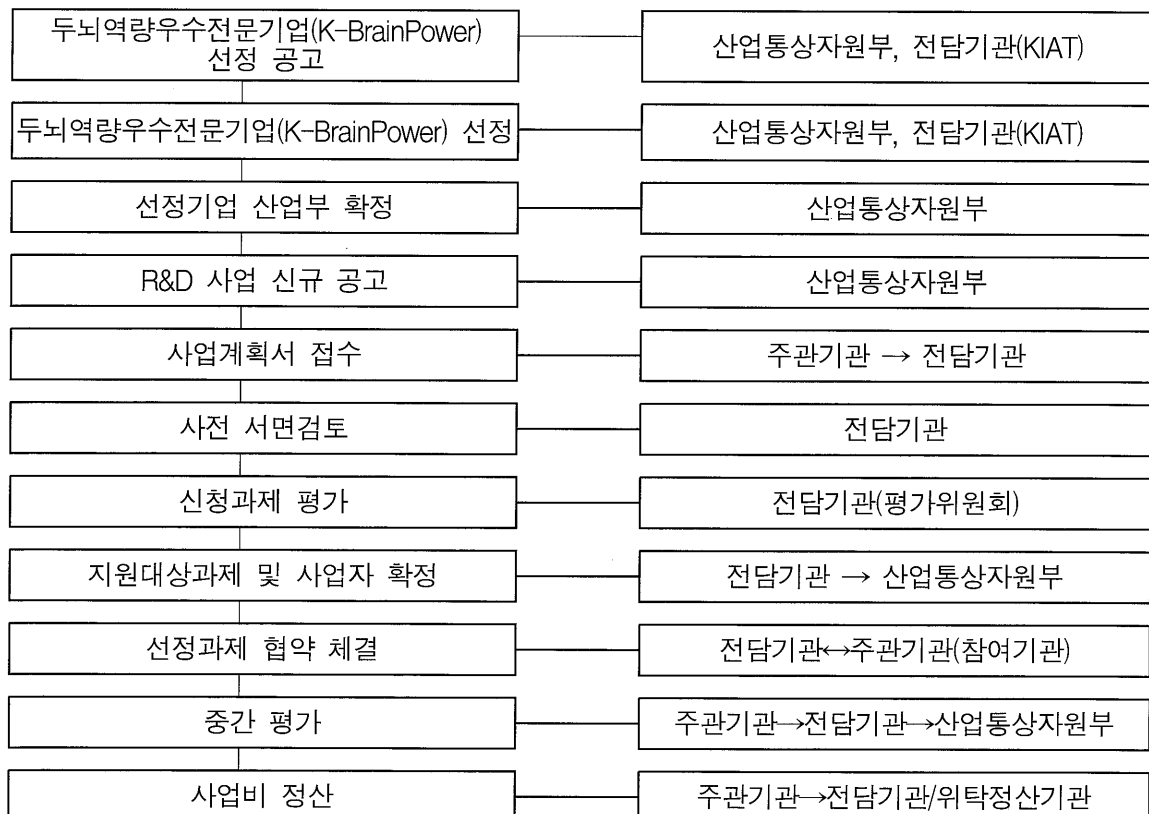 두뇌역량우수전문기업(K-BrainPower)
선정 공고
산업통상자원부, 전담기관(KIAT)
두뇌역량우수전문기업(K-BrainPower) 선정
산업통상자원부, 전담기관(KIAT)
선정기업 산업부 확정
산업통상자원부
R&D 사업 신규 공고
산업통상자원부
사업계획서 접수
주관기관 → 전담기관
사전 서면검토
전담기관
신청과제 평가
전담기관(평가위원회)
지원대상과제 및 사업자 확정
전담기관 → 산업통상자원부
선정과제 협약 체결
전담기관↔주관기관(참여기관)
중간 평가
주관기관→전담기관→산업통상자원부
사업비 정산
주관기관→전담기관/위탁정산기관